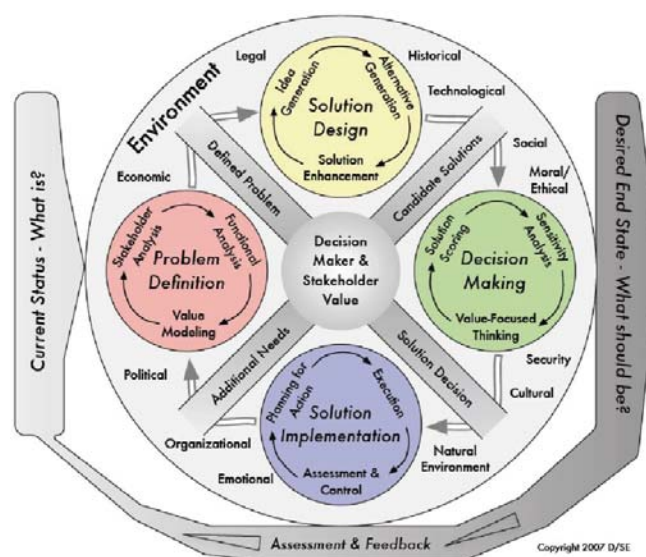 Environment
Legal
Historical
Technological
Social
Moral/
Ethical
Security
Cultural
Natural
Environment
Emotional
Organizational
Political
Economic
Idea
Generation
Alternative
Generation
Solution
Design
Solution
Enhancement
Defined Problem
Candidate Solutions
Stakeholder
Analysis
Functional
Analysis
Problem
Definition
Value
Modeling
Decision
Maker &
Stakeholder
Value
Solution
Scoring
Sensitivity
Analysis
Decision
Making
Value-Focused
Thinking
Additional Needs
Solution Decision
Planning for
Action
Execution
Solution
Implementation
Assessment &
Control
Current Status - What is?
Desired End State - What should be?
Assessment & Feedback
Copyright 2007 D/SE